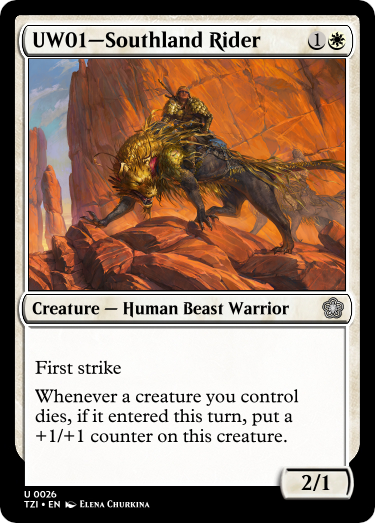 UW01—Southland Rider 1
Creature — Human Beast Warrior
First strike
Whenever a creature you control
dies, if it entered this turn, put a
+1/+1 counter on this creature.
2/1
U 0026
TZI • EN Elena Churkina